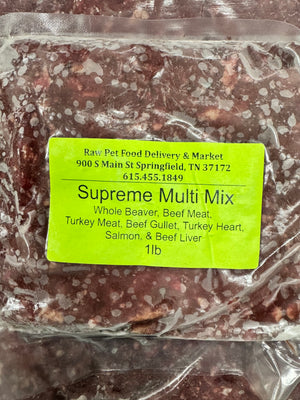 Raw Pet Food Delivery & Market
900 S Main St Springfield, TN 37172
615.455.1849
Supreme Multi Mix
Whole Beaver, Beef Meat,
Turkey Meat, Beef Gullet, Turkey Heart,
Salmon, & Beef Liver
1lb